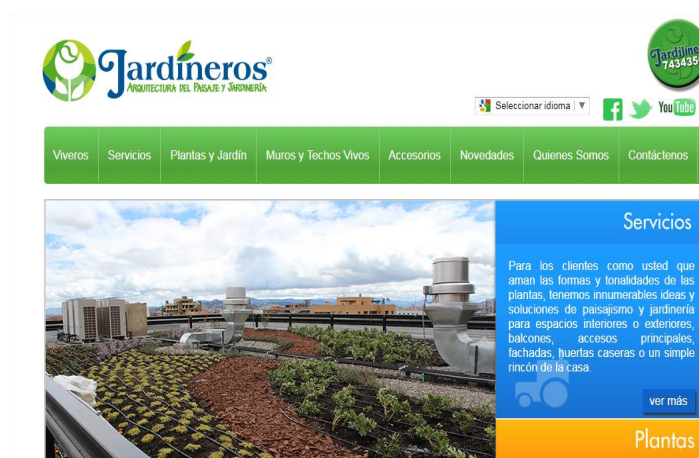 Jardineros®
ARQUITECTURA DEL PAISAJE Y JARDINERÍA
Seleccionar idioma ▼
You Tube
Viveros Servicios Plantas y Jardín Muros y Techos Vivos Accesorios Novedades Quienes Somos Contáctenos
Servicios
Para los clientes como usted que
aman las formas y tonalidades de las
plantas, tenemos innumerables ideas y
soluciones de paisajismo y jardinería
para espacios interiores o exteriores,
balcones, accesos principales,
fachadas, huertas caseras o un simple
rincón de la casa.
ver más
Plantas